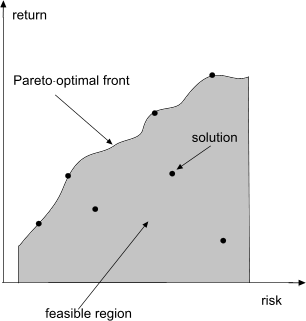 return
Pareto-optimal front
solution
risk
feasible region